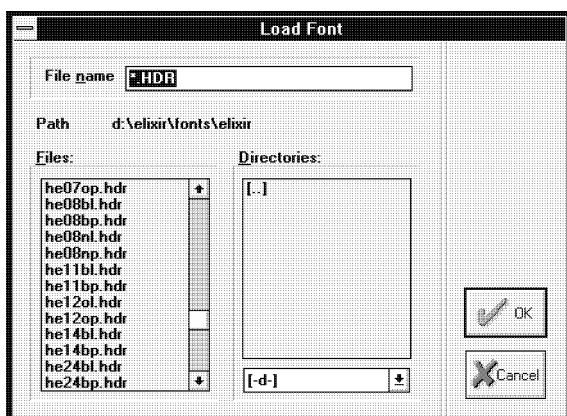 Load Font
File name *.HDR
Path d:\elixir\fonts\elixir
Files:
he07op.hdr
he08bl.hdr
he08bp.hdr
he08nl.hdr
he08np.hdr
he11bl.hdr
he11bp.hdr
he12ol.hdr
he12op.hdr
he14bl.hdr
he14bp.hdr
he24bl.hdr
he24bp.hdr
Directories:
[..]
[-d-]
OK
Cancel